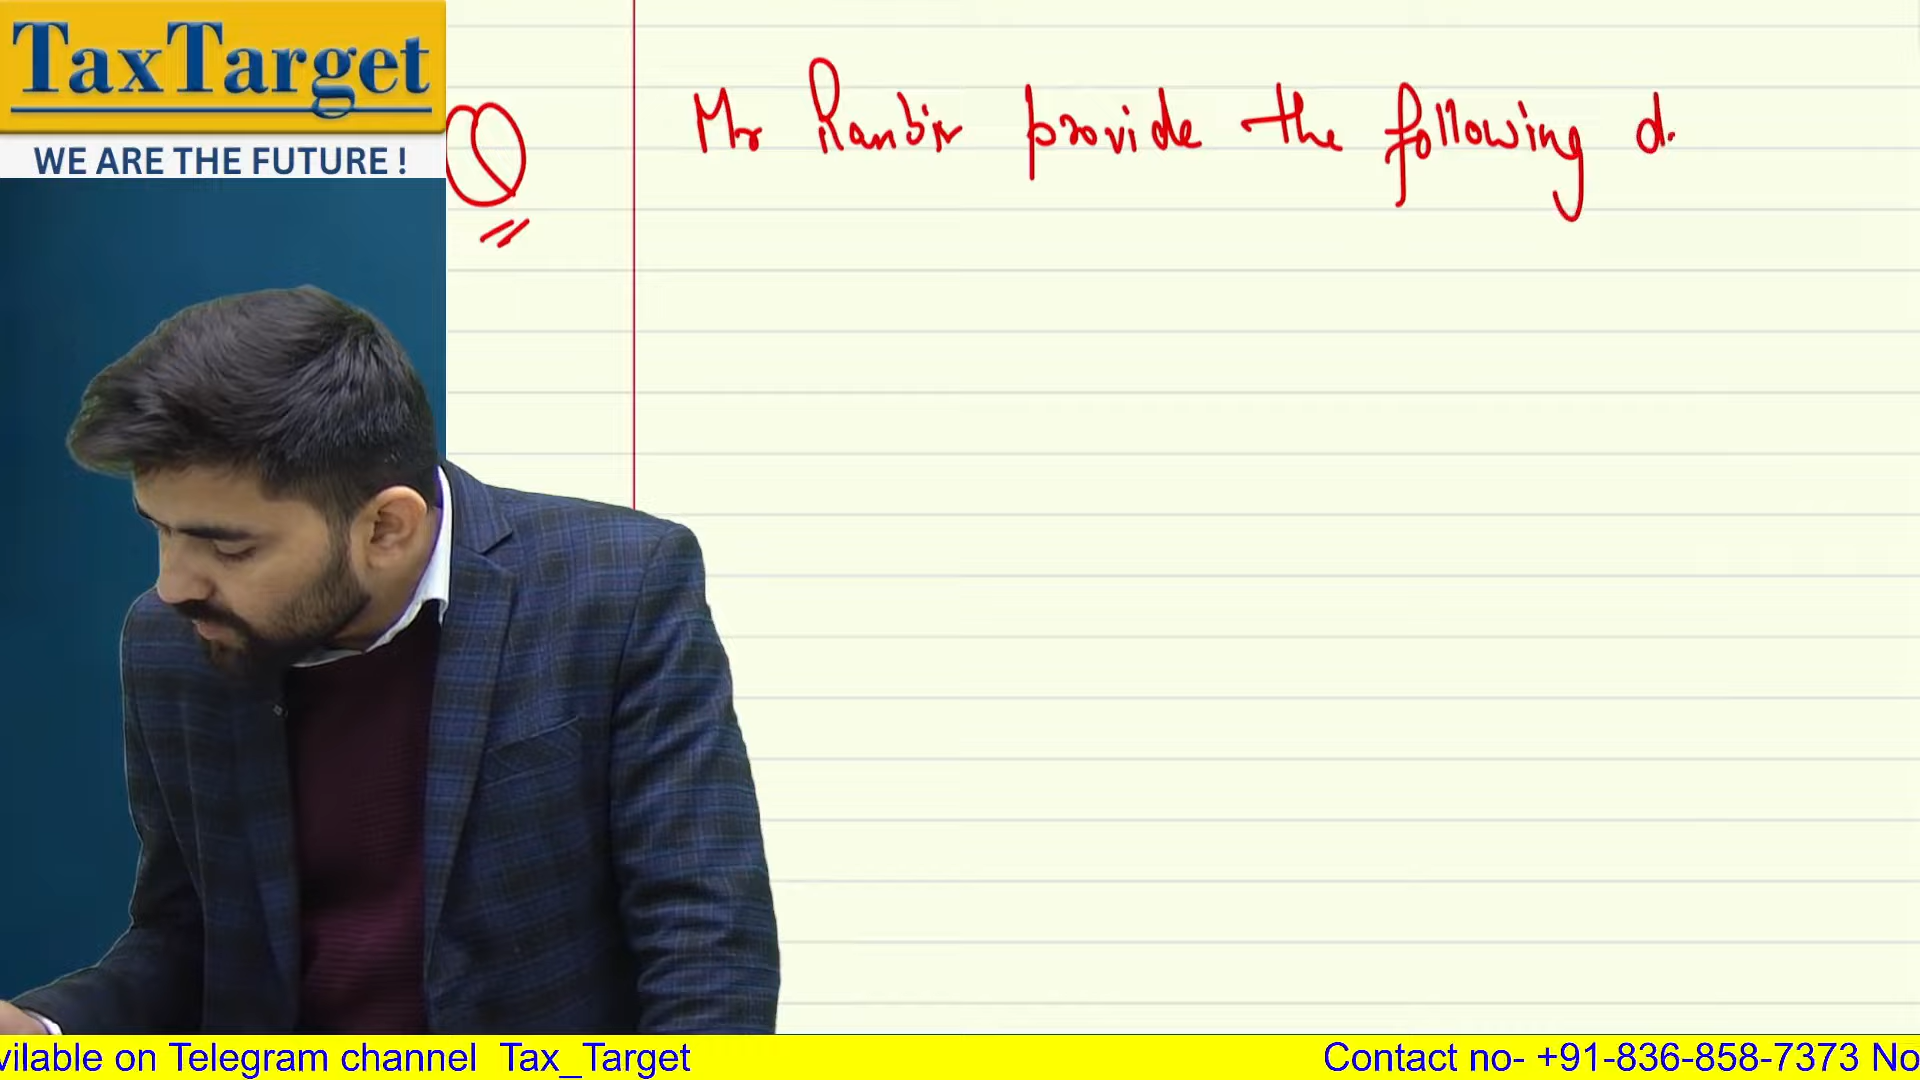 TaxTarget
WE ARE THE FUTURE !
Q
Mr Ranbir provide the following d
vilable on Telegram channel Tax_Target
Contact no- +91-836-858-7373 No